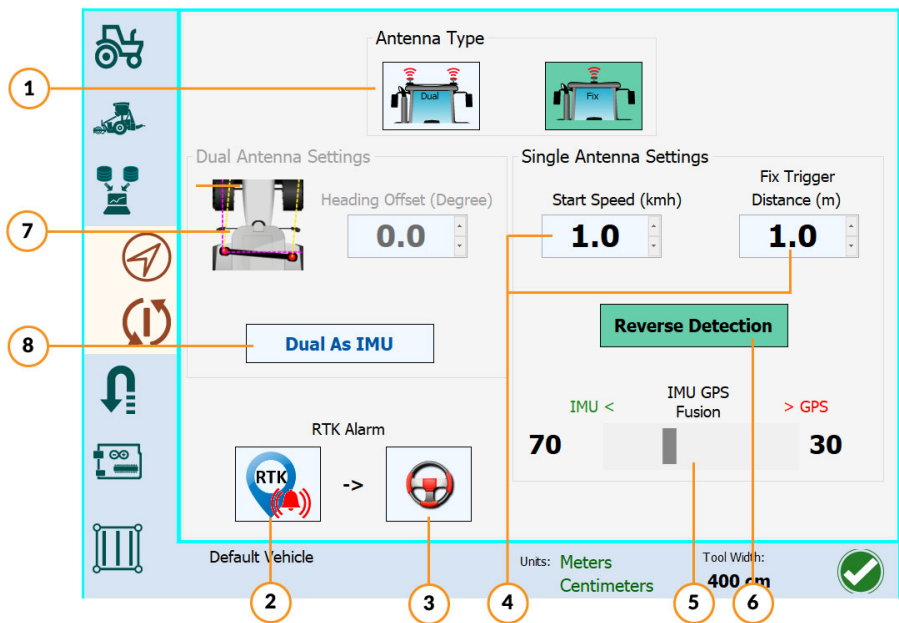 Antenna Type
1
Dual
Fix
Dual Antenna Settings
Heading Offset (Degree)
0.0
7
Dual As IMU
8
Single Antenna Settings
Start Speed (kmh)
Fix Trigger
Distance (m)
1.0
1.0
Reverse Detection
IMU <
IMU GPS
Fusion
> GPS
70
30
RTK Alarm
RTK
->
Default Vehicle
Units:
Meters
Centimeters
Tool Width:
400 cm
2
3
4
5
6